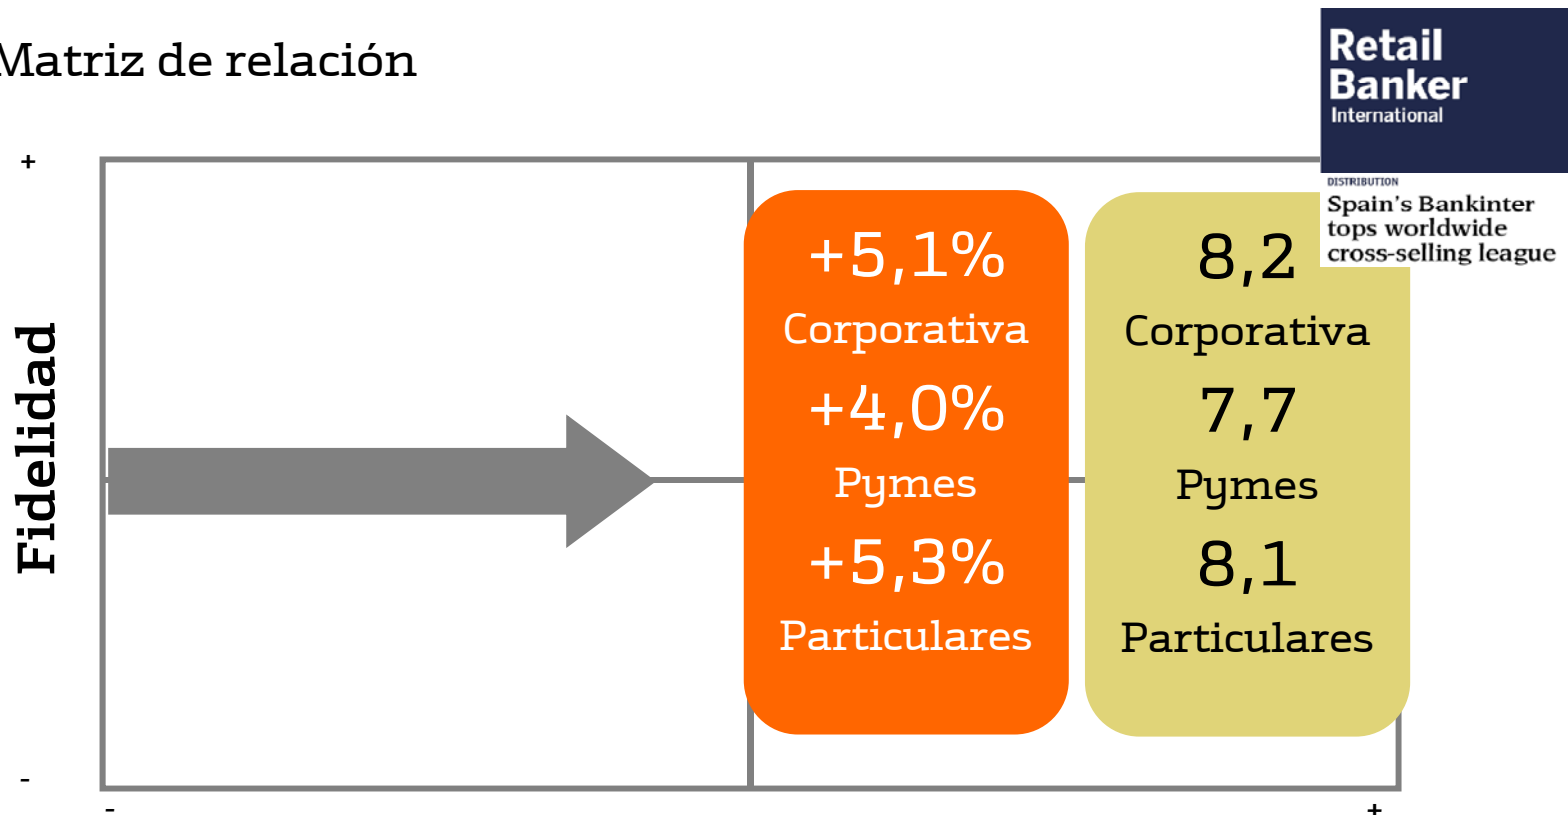 Matriz de relación
Retail
Banker
International
DISTRIBUTION
Spain's Bankinter
tops worldwide
cross-selling league
+
Fidelidad
+5,1%
Corporativa
+4,0%
Pymes
+5,3%
Particulares
8,2
Corporativa
7,7
Pymes
8,1
Particulares
-
-
+